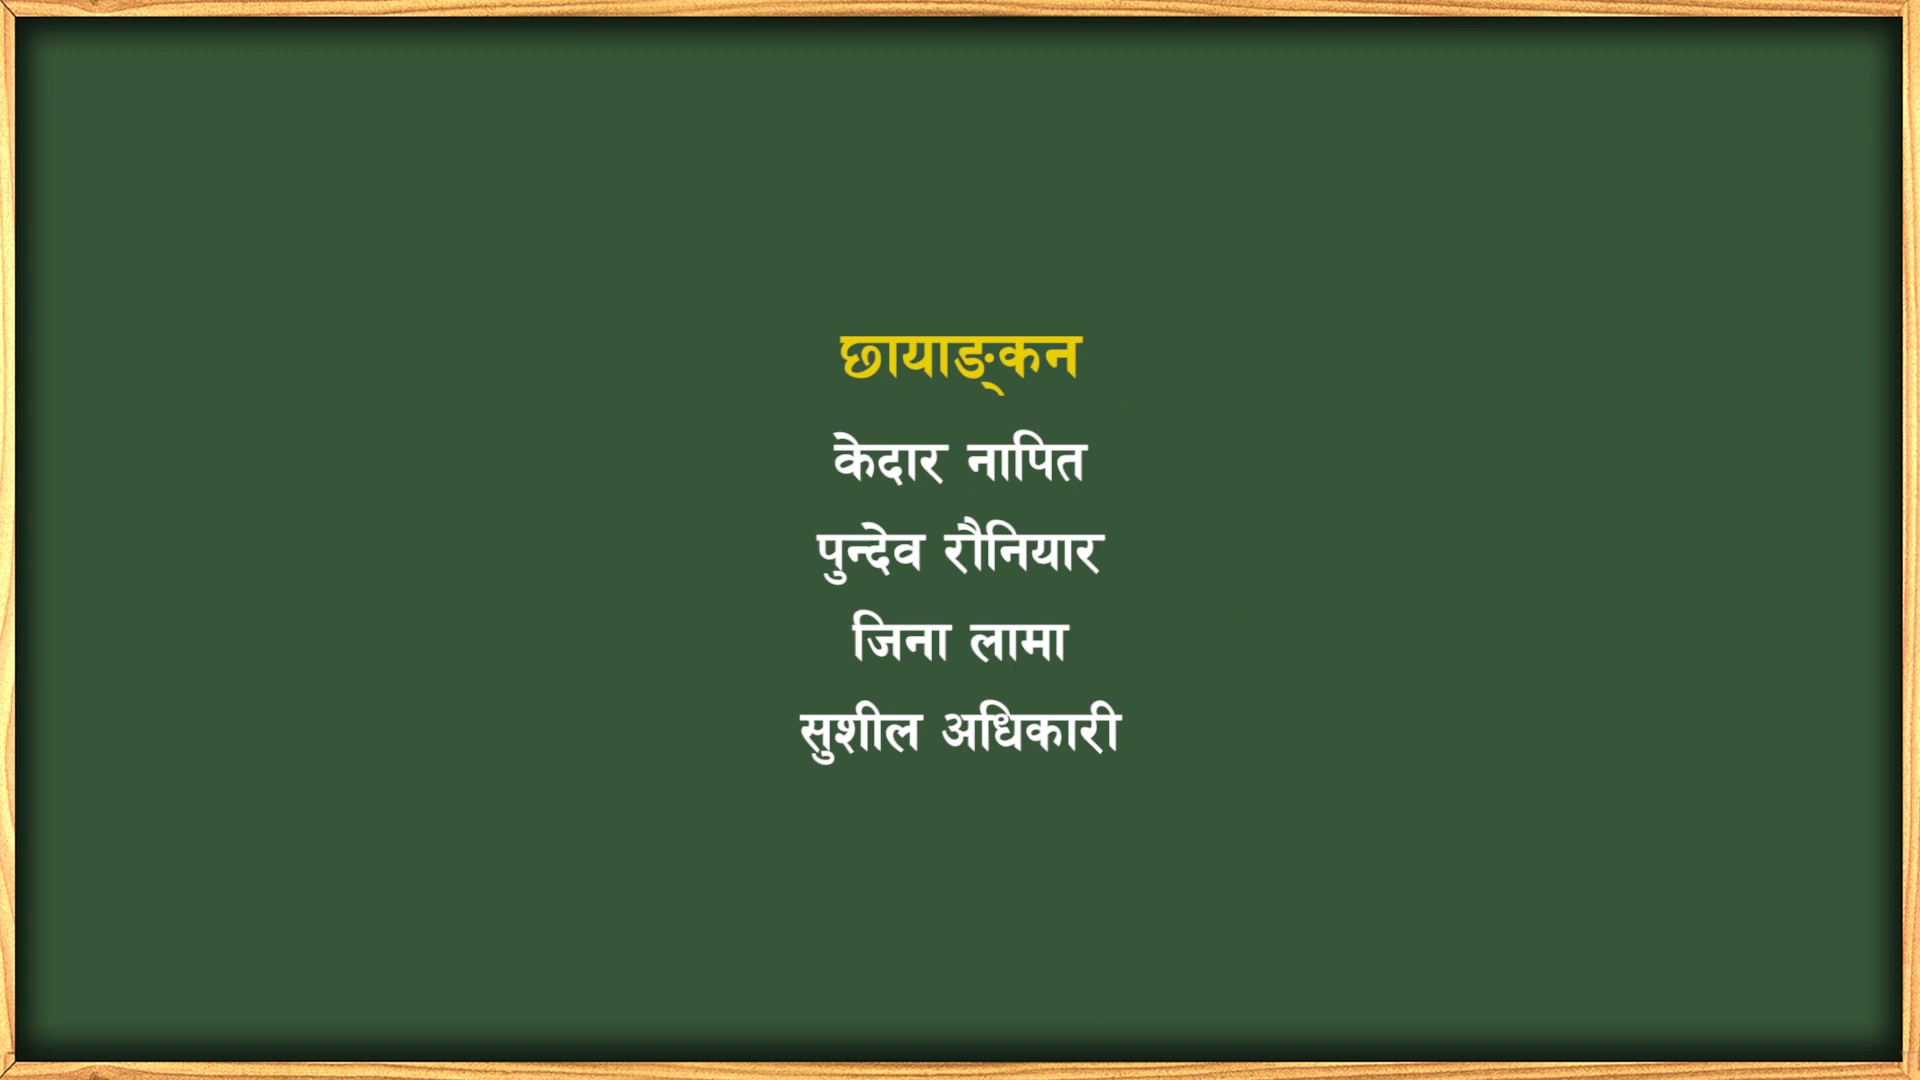 छायाङ्कन
केदार नापित
पुन्देव रौनियार
जिना लामा
सुशील अधिकारी